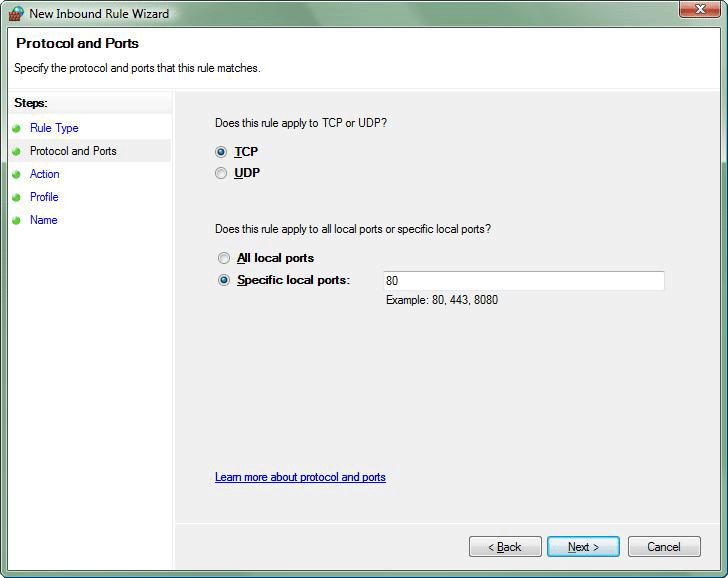 New Inbound Rule Wizard
Protocol and Ports
Specify the protocol and ports that this rule matches.
Steps:
Rule Type
Protocol and Ports
Action
Profile
Name
Does this rule apply to TCP or UDP?
TCP
UDP
Does this rule apply to all local ports or specific local ports?
All local ports
Specific local ports: 80
Example: 80, 443, 8080
Learn more about protocol and ports
< Back Next > Cancel